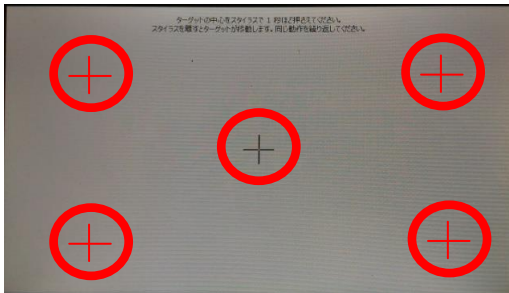 ターゲットの中心をスタイラスで 1 秒ほど押さえてください。
スタイラスを離すとターゲットが移動します。同じ動作を繰り返してください。